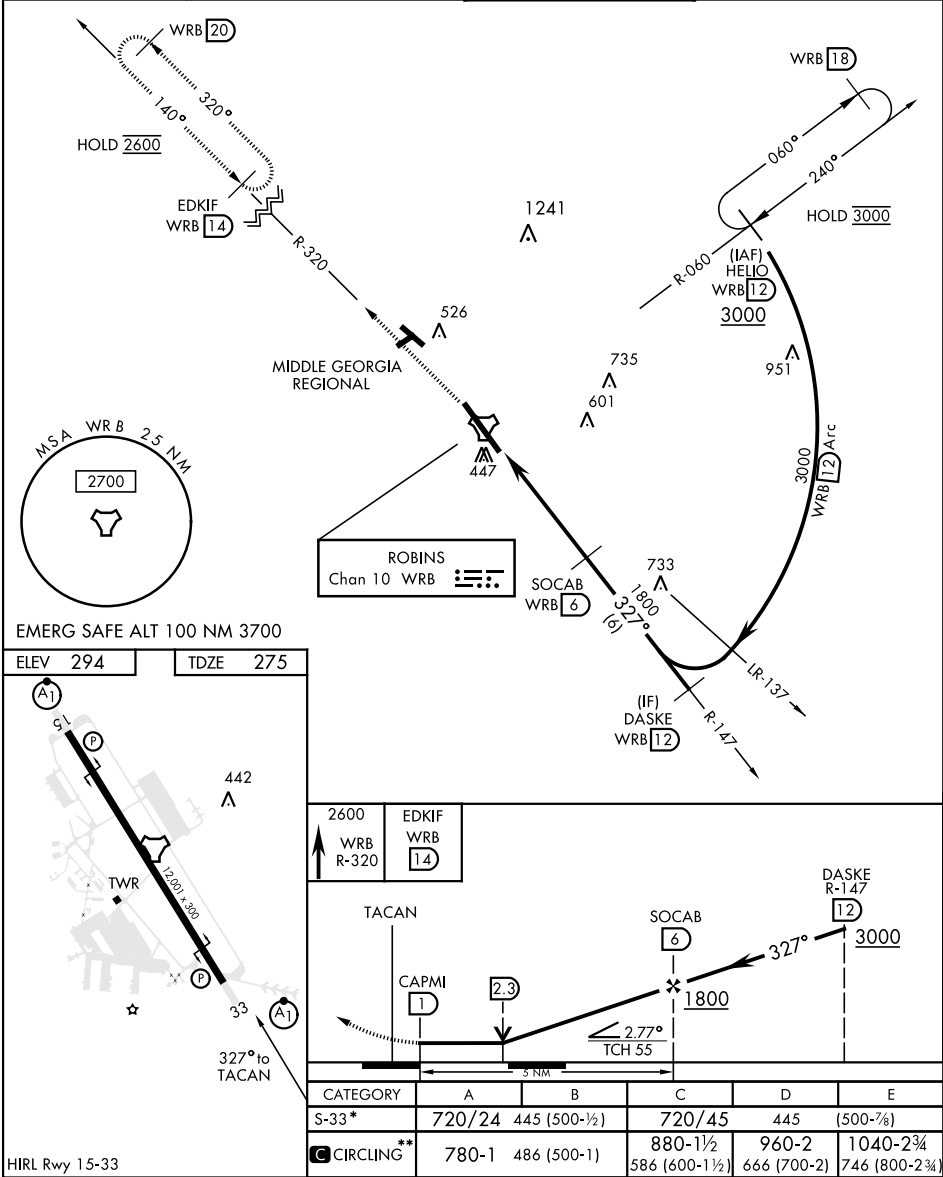 WRB 20
320°
140°
HOLD 2600
EDKIF
WRB 14
R-320
WRB 18
060°
240°
HOLD 3000
R-060
(IAF)
HELIO
WRB 12
3000
1241
526
MIDDLE GEORGIA
REGIONAL
735
601
951
3000
WRB 12 Arc
447
MSA WRB 25 NM
2700
ROBINS
Chan 10 WRB
SOCAB
WRB 6
733
1800
327°
(6)
LR-137
(IF)
DASKE
WRB 12
R-147
EMERG SAFE ALT 100 NM 3700
ELEV 294
TDZE 275
A1
15
P
442
TWR
12,001 x 300
P
33
A1
327° to
TACAN
HIRL Rwy 15-33
2600
WRB
R-320
EDKIF
WRB
14
TACAN
CAPMI
1
2.3
SOCAB
6
1800
327°
DASKE
R-147
12
3000
2.77°
TCH 55
5 NM
CATEGORY A B C D E
S-33* 720/24 445 (500-½) 720/45 445 (500-⅞)
C CIRCLING** 780-1 486 (500-1) 880-1½ 586 (600-1½) 960-2 666 (700-2) 1040-2¾ 746 (800-2¾)